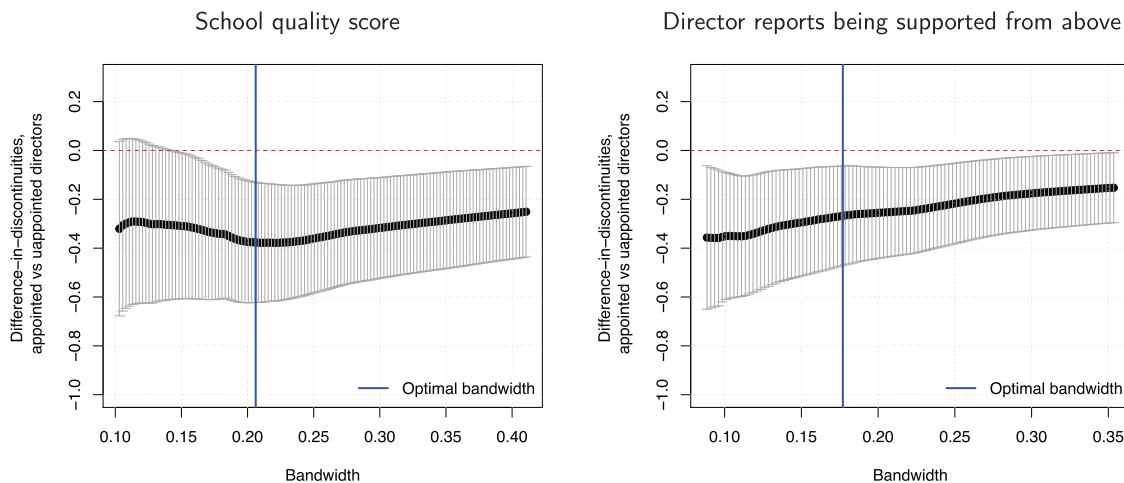 School quality score
Difference−in−discontinuities,
appointed vs uappointed directors
0.2
0.0
−0.2
−0.4
−0.6
−0.8
−1.0
Optimal bandwidth
0.10 0.15 0.20 0.25 0.30 0.35 0.40
Bandwidth
Director reports being supported from above
Difference−in−discontinuities,
appointed vs uappointed directors
0.2
0.0
−0.2
−0.4
−0.6
−0.8
−1.0
Optimal bandwidth
0.10 0.15 0.20 0.25 0.30 0.35
Bandwidth